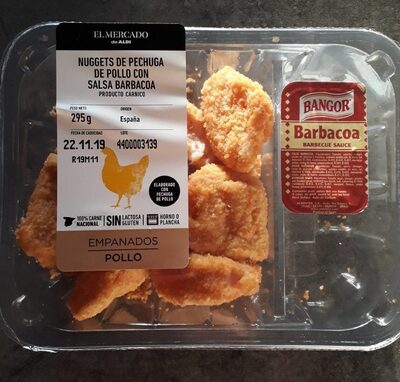 EL MERCADO
de ALDI
NUGGETS DE PECHUGA
DE POLLO CON
SALSA BARBACOA
PRODUCTO CÁRNICO
PESO NETO
295g
ORIGEN
España
FECHA DE CADUCIDAD
22.11.19
LOTE
4400003139
R19M11
ELABORADO
CON
PECHUGA
DE POLLO
100% CARNE
NACIONAL
SIN LACTOSA
GLUTEN
HORNO O
PLANCHA
EMPANADOS
POLLO
BANGOR
Barbacoa
BARBECUE SAUCE